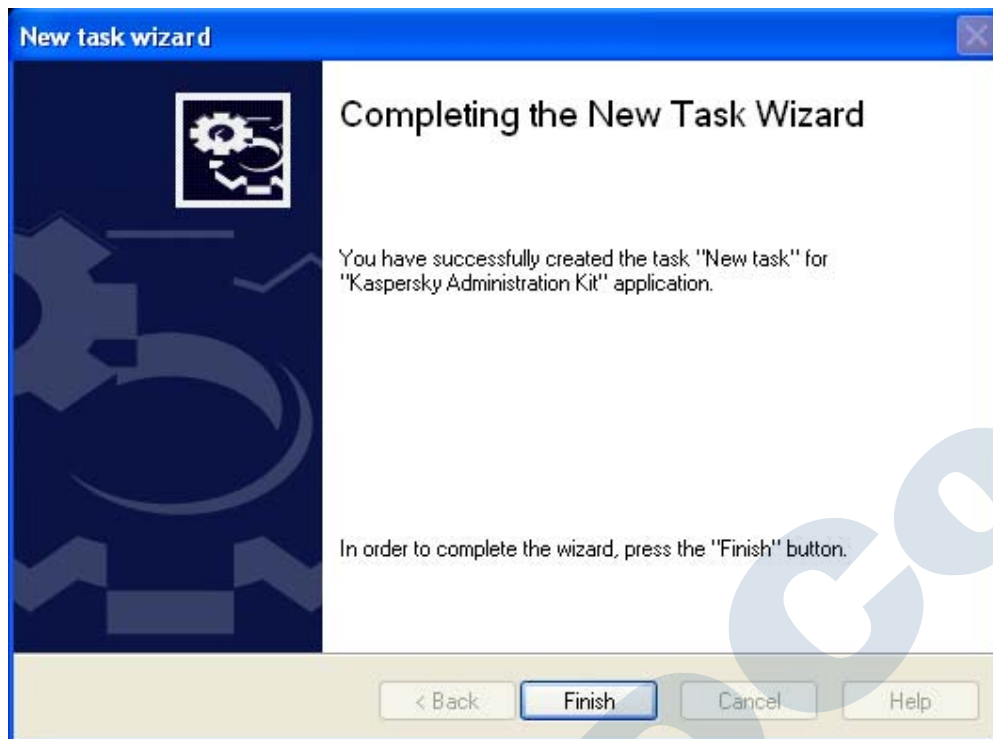 New task wizard
Completing the New Task Wizard
You have successfully created the task "New task" for
"Kaspersky Administration Kit" application.
In order to complete the wizard, press the "Finish" button.
< Back
Finish
Cancel
Help